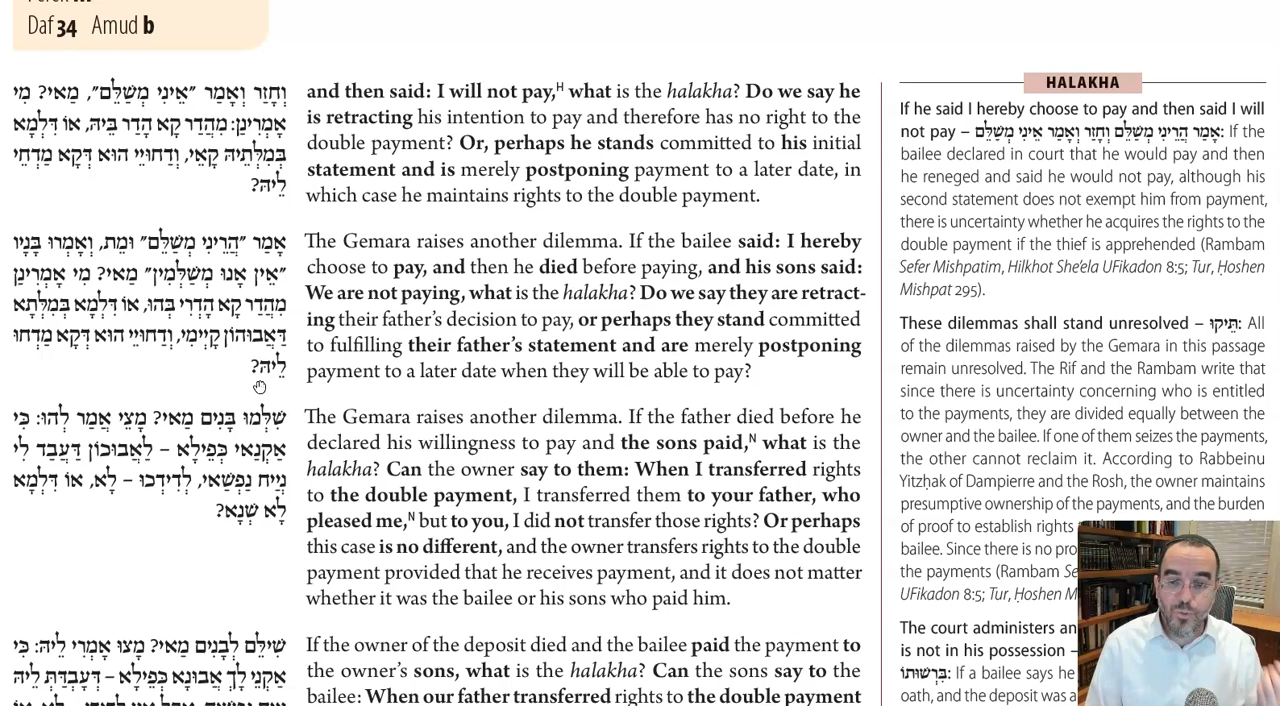 Daf 34 Amud b
וְחָזַר וְאָמַר ״אֵינִי מְשַׁלֵּם״, מַאי? מִי
אָמְרִינַן: מִהֲדַר קָא הָדַר בֵּיהּ, אוֹ דִּלְמָא
בְּמִלְּתֵיהּ קָאֵי, וְדַחוּיֵי הוּא דְּקָא מַדְחֵי
לֵיהּ?
אָמַר ״הֲרֵינִי מְשַׁלֵּם״ וּמֵת, וְאָמְרוּ בָּנָיו
״אֵין אָנוּ מְשַׁלְּמִין״ מַאי? מִי אָמְרִינַן
מִהֲדַר קָא הָדְרִי בְּהוּ, אוֹ דִּלְמָא בְּמִלְּתָא
דַּאֲבוּהוֹן קָיְימִי, וְדַחוּיֵי הוּא דְּקָא מַדְחוּ
לֵיהּ?
שִׁלְּמוּ בָּנִים מַאי? מָצֵי אָמַר לְהוּ: כִּי
אַקְנַאי כְּפֵילָא – לַאֲבוּכוֹן דַּעֲבַד לִי
נְיָיח נַפְשַׁאי, לְדִידְכוּ – לָא, אוֹ דִּלְמָא
לָא שְׁנָא?
שִׁילֵּם לְבָנִים מַאי? מָצוּ אָמְרִי לֵיהּ: כִּי
אַקְנִי לָךְ אֲבוּנָא כְּפֵילָא – דְּעָבְדַתְּ לֵיהּ
and then said: I will not pay,ᴴ what is the halakha? Do we say he
is retracting his intention to pay and therefore has no right to the
double payment? Or, perhaps he stands committed to his initial
statement and is merely postponing payment to a later date, in
which case he maintains rights to the double payment.
The Gemara raises another dilemma. If the bailee said: I hereby
choose to pay, and then he died before paying, and his sons said:
We are not paying, what is the halakha? Do we say they are retract-
ing their father’s decision to pay, or perhaps they stand committed
to fulfilling their father’s statement and are merely postponing
payment to a later date when they will be able to pay?
The Gemara raises another dilemma. If the father died before he
declared his willingness to pay and the sons paid,ᴺ what is the
halakha? Can the owner say to them: When I transferred rights
to the double payment, I transferred them to your father, who
pleased me,ᴺ but to you, I did not transfer those rights? Or perhaps
this case is no different, and the owner transfers rights to the double
payment provided that he receives payment, and it does not matter
whether it was the bailee or his sons who paid him.
If the owner of the deposit died and the bailee paid the payment to
the owner’s sons, what is the halakha? Can the sons say to the
bailee: When our father transferred rights to the double payment
HALAKHA
If he said I hereby choose to pay and then said I will
not pay – אָמַר הֲרֵינִי מְשַׁלֵּם וְחָזַר וְאָמַר אֵינִי מְשַׁלֵּם: If the
bailee declared in court that he would pay and then
he reneged and said he would not pay, although his
second statement does not exempt him from payment,
there is uncertainty whether he acquires the rights to the
double payment if the thief is apprehended (Rambam
Sefer Mishpatim, Hilkhot She’ela UFikadon 8:5; Tur, Ḥoshen
Mishpat 295).
These dilemmas shall stand unresolved – תֵּיקוּ: All
of the dilemmas raised by the Gemara in this passage
remain unresolved. The Rif and the Rambam write that
since there is uncertainty concerning who is entitled
to the payments, they are divided equally between the
owner and the bailee. If one of them seizes the payments,
the other cannot reclaim it. According to Rabbeinu
Yitzḥak of Dampierre and the Rosh, the owner maintains
presumptive ownership of the payments, and the burden
of proof to establish rights
bailee. Since there is no pro
the payments (Rambam Se
UFikadon 8:5; Tur, Ḥoshen M
The court administers an
is not in his possession –
בִּרְשׁוּתוֹ: If a bailee says he
oath, and the deposit was a